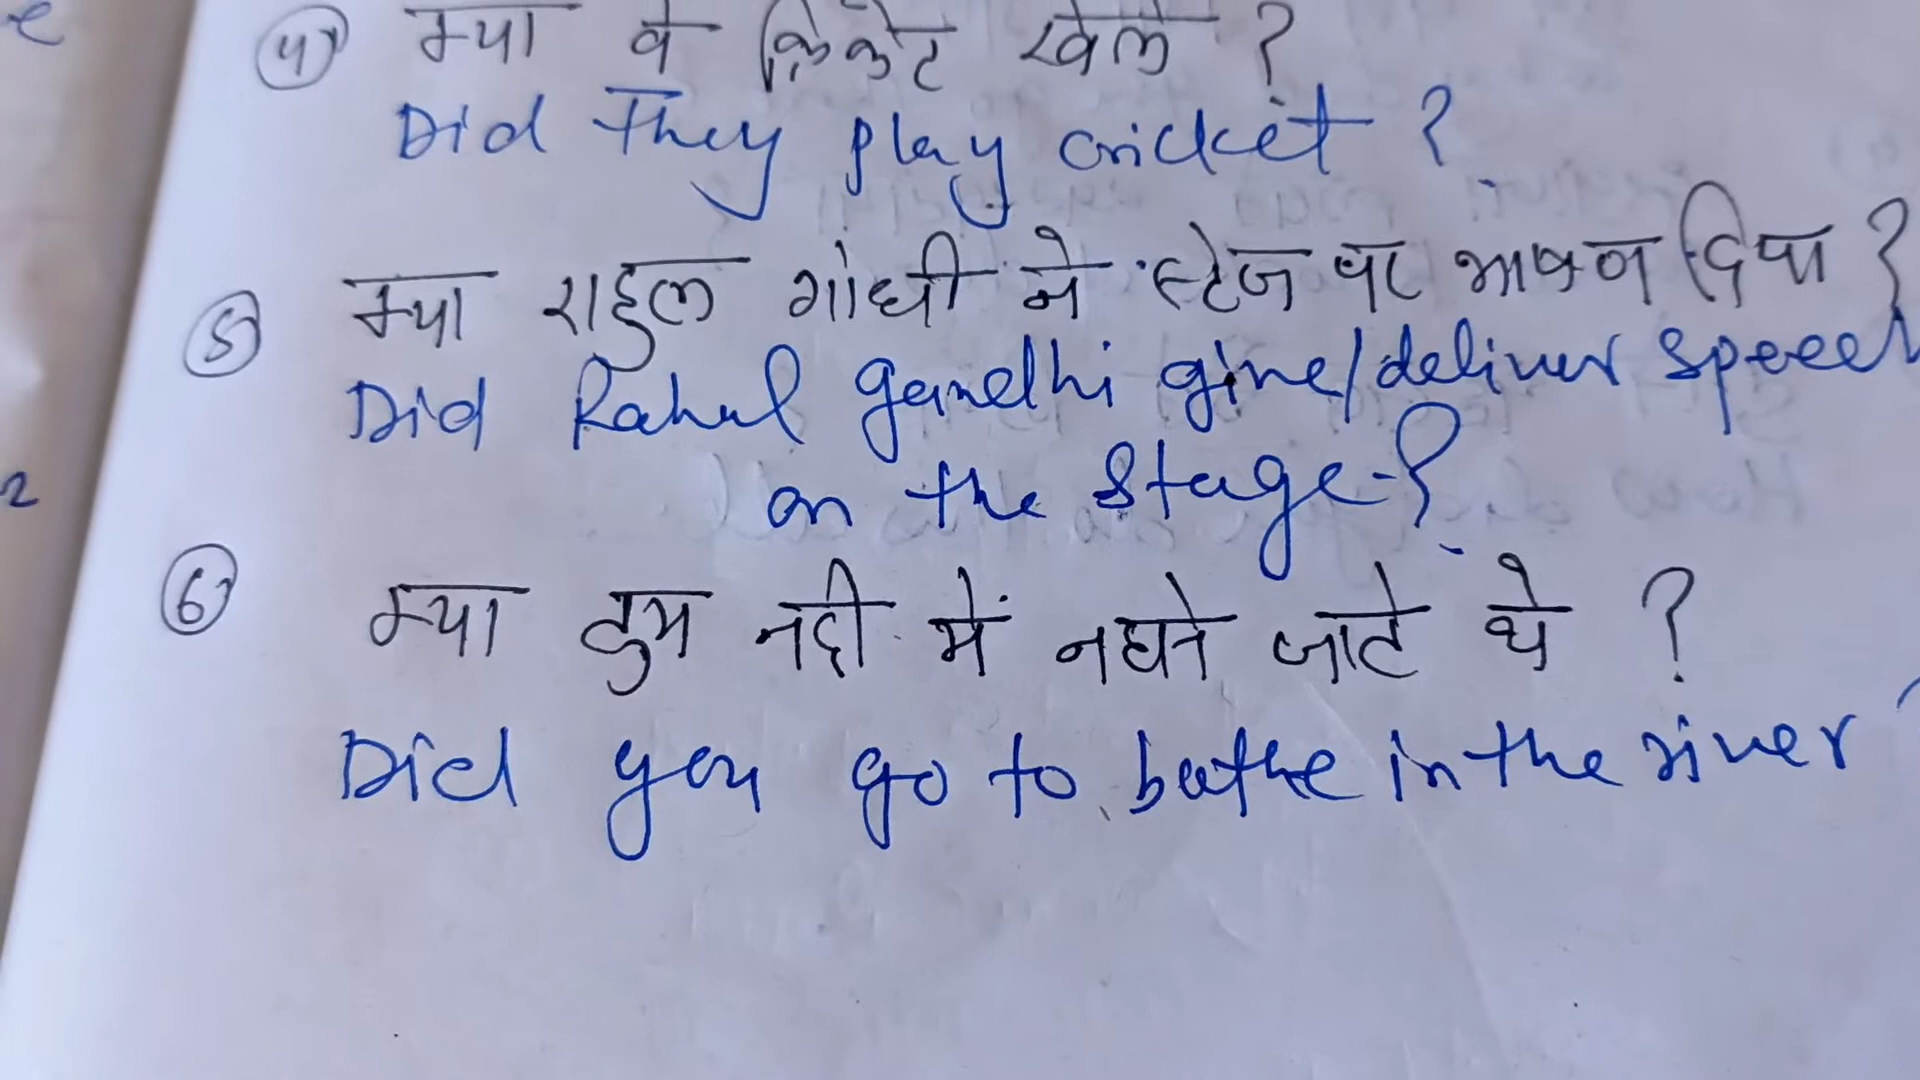 (4) क्या वे क्रिकेट खेले ?
Did They play cricket ?
(5) क्या राहुल गांधी ने स्टेज पर भाषण दिया ?
Did Rahul Gandhi give/deliver speech
on the stage ?
(6) क्या तुम नदी में नहाने जाते थे ?
Did you go to bathe in the river ?